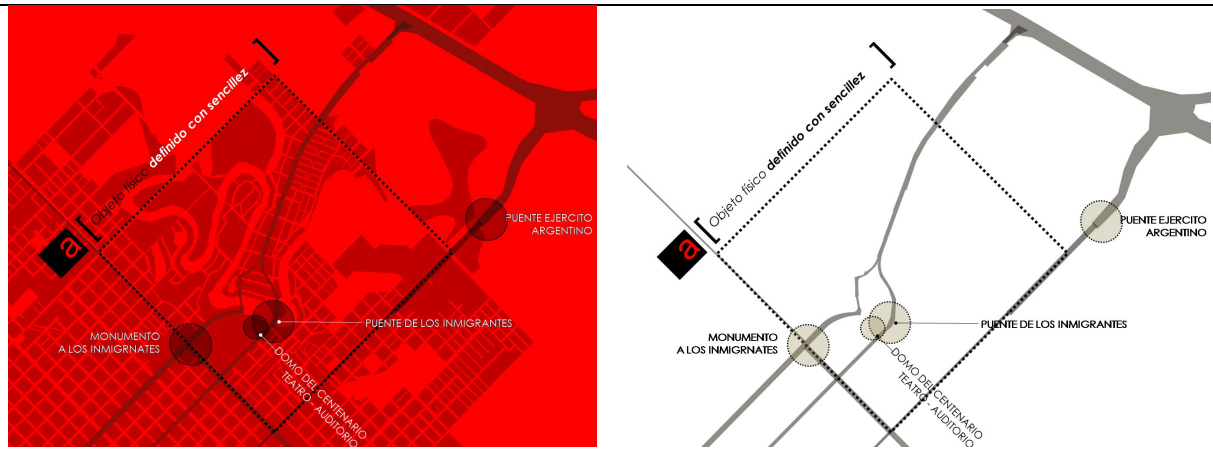 Objeto físico definido con sencillez
a
PUENTE EJERCITO
ARGENTINO
MONUMENTO
A LOS INMIGRNATES
PUENTE DE LOS INMIGRANTES
DOMO DEL CENTENARIO
TEATRO - AUDITORIO
Objeto físico definido con sencillez
a
PUENTE EJERCITO
ARGENTINO
MONUMENTO
A LOS INMIGRNATES
PUENTE DE LOS INMIGRANTES
DOMO DEL CENTENARIO
TEATRO - AUDITORIO